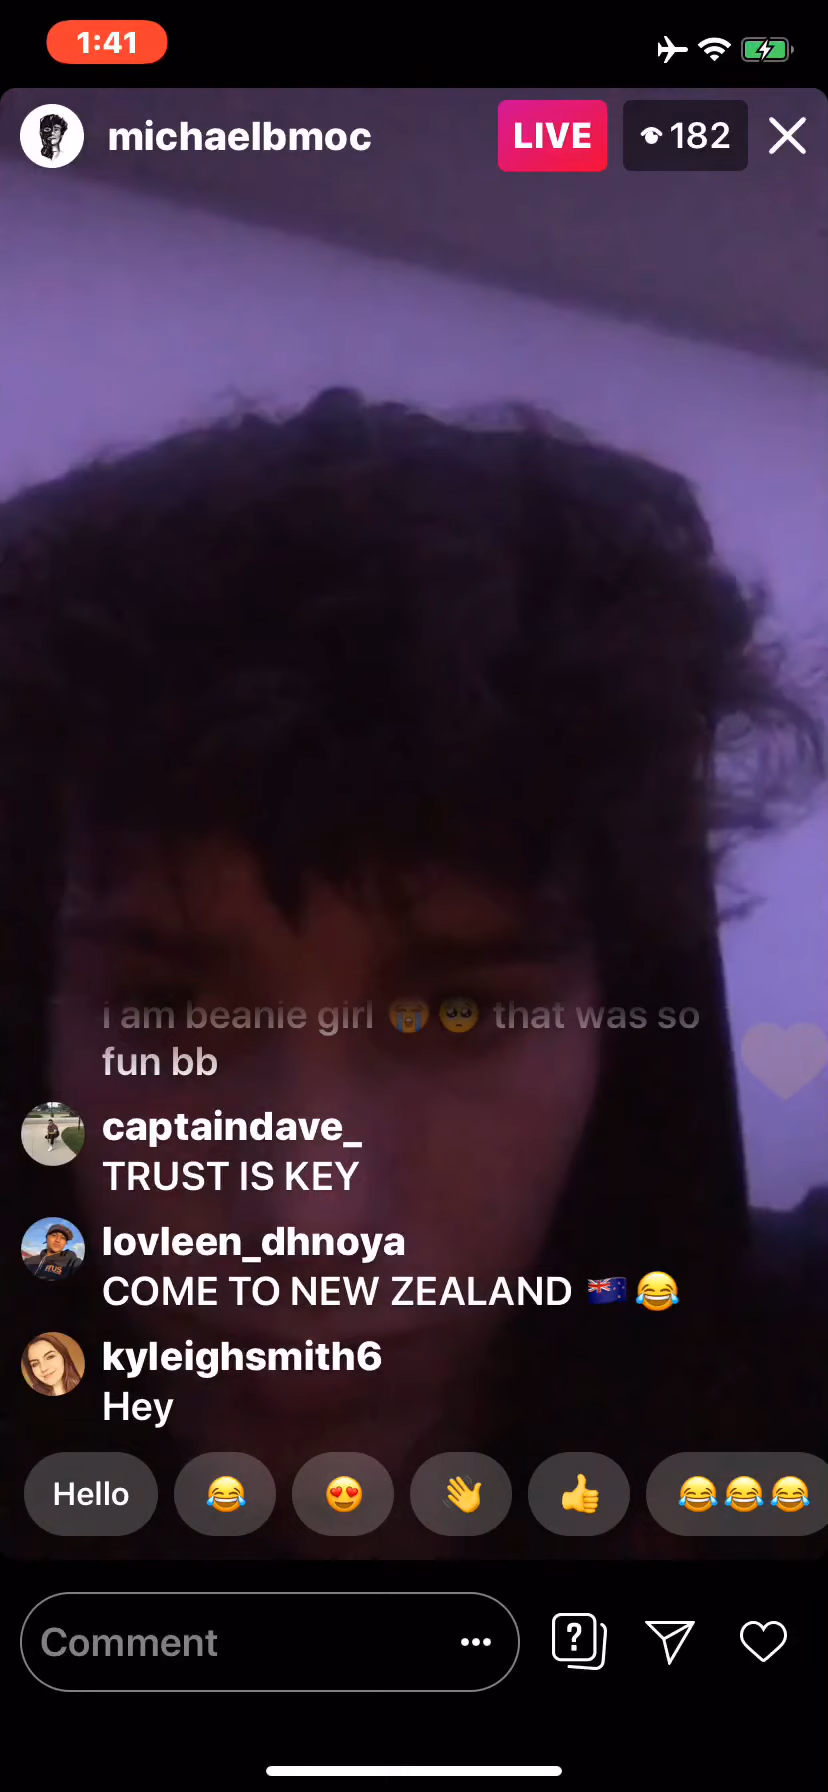 1:41
michaelbmoc
LIVE
182
i am beanie girl 😭🥺 that was so
fun bb
captaindave_
TRUST IS KEY
lovleen_dhnoya
COME TO NEW ZEALAND 🇳🇿😂
kyleighsmith6
Hey
Hello 😂 😍 👋 👍 😂😂😂
Comment